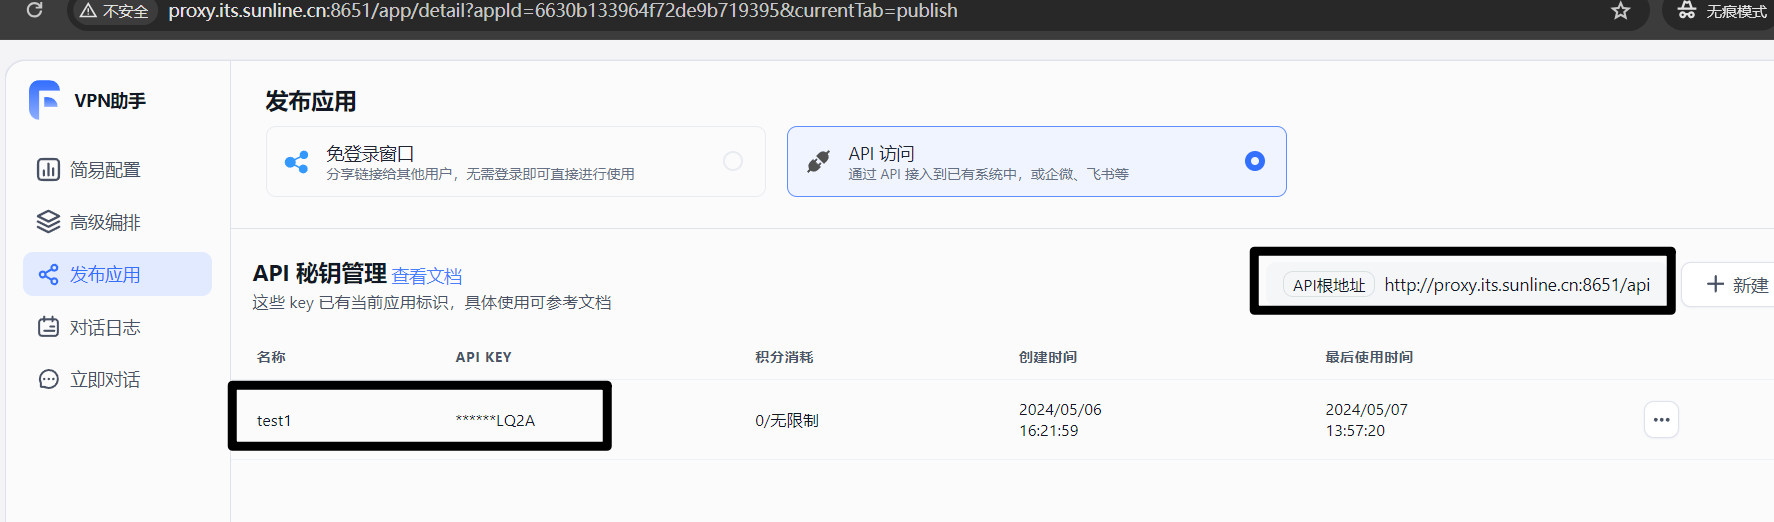 不安全 proxy.its.sunline.cn:8651/app/detail?appId=6630b133964f72de9b719395&currentTab=publish 无痕模式
VPN助手
简易配置
高级编排
发布应用
对话日志
立即对话
发布应用
免登录窗口
分享链接给其他用户，无需登录即可直接进行使用
API 访问
通过 API 接入到已有系统中，或企微、飞书等
API 秘钥管理 查看文档
这些 key 已有当前应用标识，具体使用可参考文档
API根地址 http://proxy.its.sunline.cn:8651/api
新建
名称 API KEY 积分消耗 创建时间 最后使用时间
test1 ******LQ2A 0/无限制 2024/05/06 16:21:59 2024/05/07 13:57:20